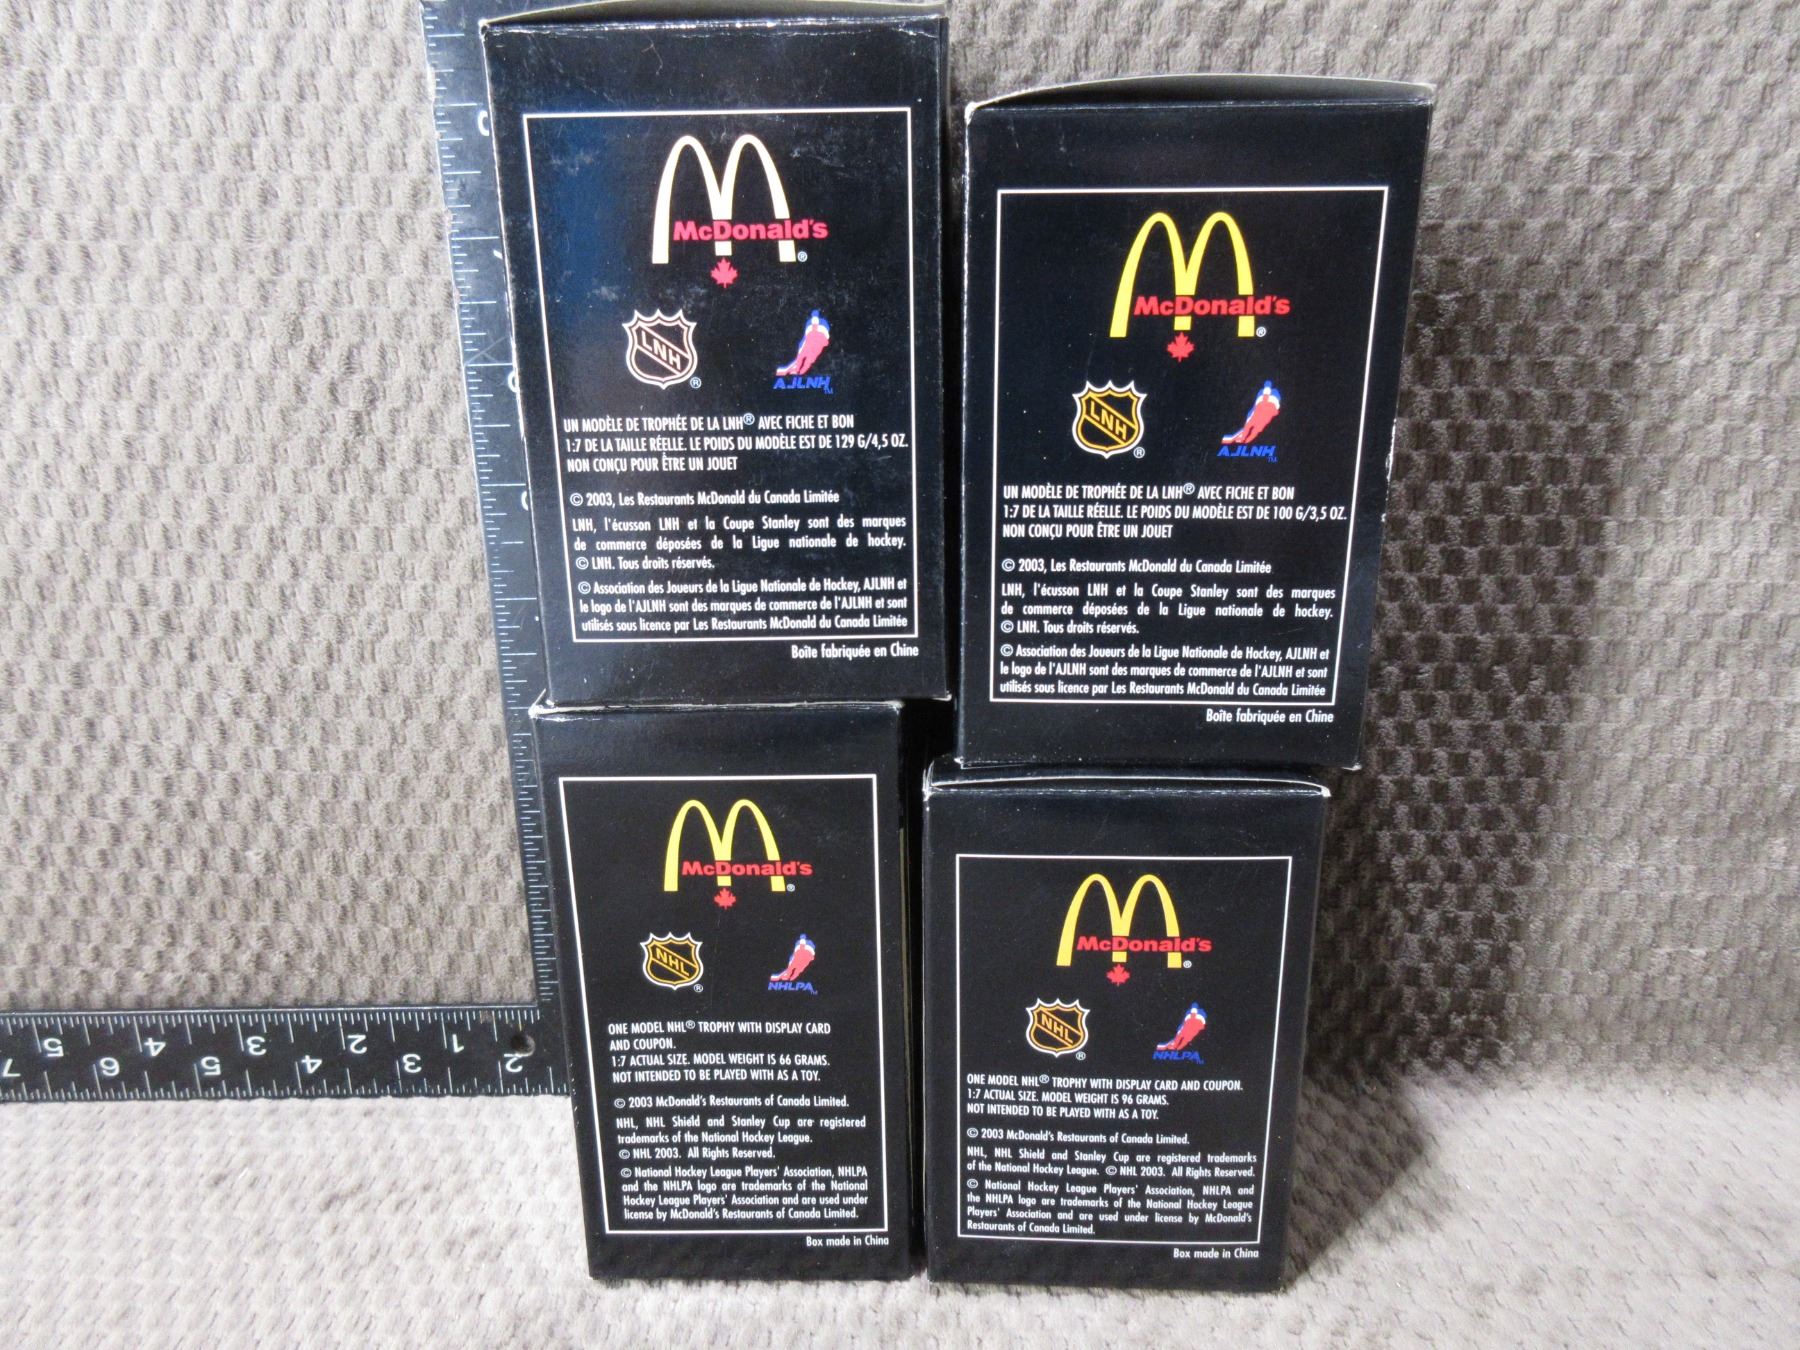 McDonald's
®
LNH
®
AJLNH
TM
UN MODÈLE DE TROPHÉE DE LA LNH® AVEC FICHE ET BON
1:7 DE LA TAILLE RÉELLE. LE POIDS DU MODÈLE EST DE 129 G/4,5 OZ.
NON CONÇU POUR ÊTRE UN JOUET
© 2003, Les Restaurants McDonald du Canada Limitée
LNH, l'écusson LNH et la Coupe Stanley sont des marques
de commerce déposées de la Ligue nationale de hockey.
© LNH. Tous droits réservés.
© Association des Joueurs de la Ligue Nationale de Hockey, AJLNH et
le logo de l'AJLNH sont des marques de commerce de l'AJLNH et sont
utilisés sous licence par Les Restaurants McDonald du Canada Limitée
Boîte fabriquée en Chine
McDonald's
®
LNH
®
AJLNH
TM
UN MODÈLE DE TROPHÉE DE LA LNH® AVEC FICHE ET BON
1:7 DE LA TAILLE RÉELLE. LE POIDS DU MODÈLE EST DE 100 G/3,5 OZ.
NON CONÇU POUR ÊTRE UN JOUET
© 2003, Les Restaurants McDonald du Canada Limitée
LNH, l'écusson LNH et la Coupe Stanley sont des marques
de commerce déposées de la Ligue nationale de hockey.
© LNH. Tous droits réservés.
© Association des Joueurs de la Ligue Nationale de Hockey, AJLNH et
le logo de l'AJLNH sont des marques de commerce de l'AJLNH et sont
utilisés sous licence par Les Restaurants McDonald du Canada Limitée
Boîte fabriquée en Chine
McDonald's
®
NHL
®
NHLPA
TM
ONE MODEL NHL® TROPHY WITH DISPLAY CARD
AND COUPON.
1:7 ACTUAL SIZE. MODEL WEIGHT IS 66 GRAMS.
NOT INTENDED TO BE PLAYED WITH AS A TOY.
© 2003 McDonald's Restaurants of Canada Limited.
NHL, NHL Shield and Stanley Cup are registered
trademarks of the National Hockey League.
© NHL 2003. All Rights Reserved.
© National Hockey League Players' Association, NHLPA
and the NHLPA logo are trademarks of the National
Hockey League Players' Association and are used under
license by McDonald's Restaurants of Canada Limited.
Box made in China
McDonald's
®
NHL
®
NHLPA
TM
ONE MODEL NHL® TROPHY WITH DISPLAY CARD AND COUPON.
1:7 ACTUAL SIZE. MODEL WEIGHT IS 96 GRAMS.
NOT INTENDED TO BE PLAYED WITH AS A TOY.
© 2003 McDonald's Restaurants of Canada Limited.
NHL, NHL Shield and Stanley Cup are registered trademarks
of the National Hockey League. © NHL 2003. All Rights Reserved.
© National Hockey League Players' Association, NHLPA and
the NHLPA logo are trademarks of the National Hockey League
Players' Association and are used under license by McDonald's
Restaurants of Canada Limited.
Box made in China
7 5 6 4 5 3 4 2 3 1 2